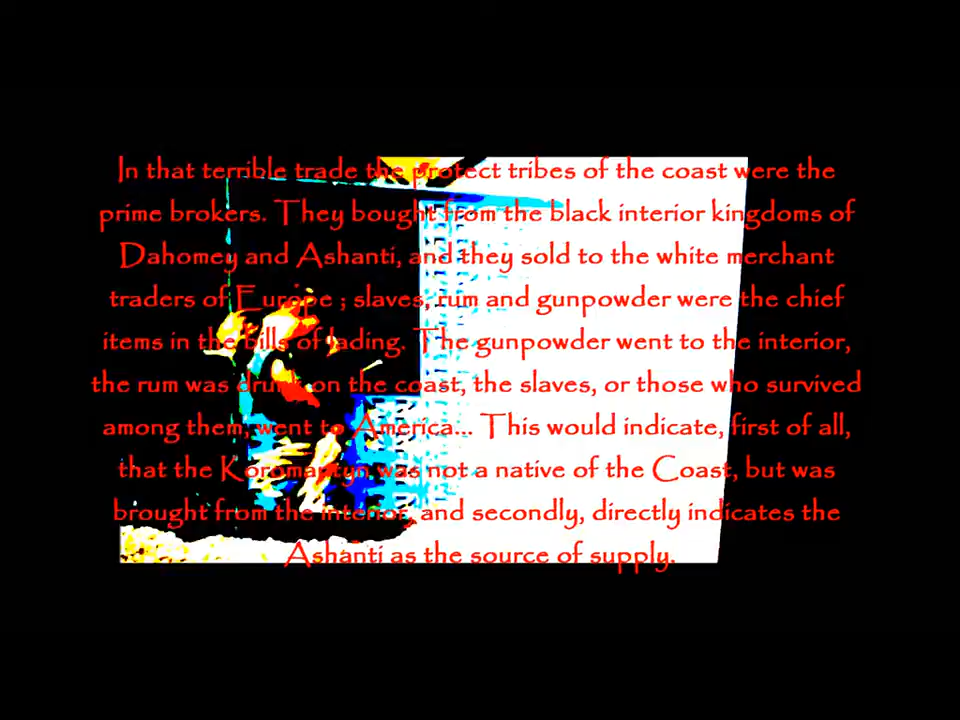 In that terrible trade the protect tribes of the coast were the
prime brokers. They bought from the black interior kingdoms of
Dahomey and Ashanti, and they sold to the white merchant
traders of Europe ; slaves, rum and gunpowder were the chief
items in the bills of lading. The gunpowder went to the interior,
the rum was drunk on the coast, the slaves, or those who survived
among them, went to America... This would indicate, first of all,
that the Koromantyn was not a native of the Coast, but was
brought from the interior, and secondly, directly indicates the
Ashanti as the source of supply.